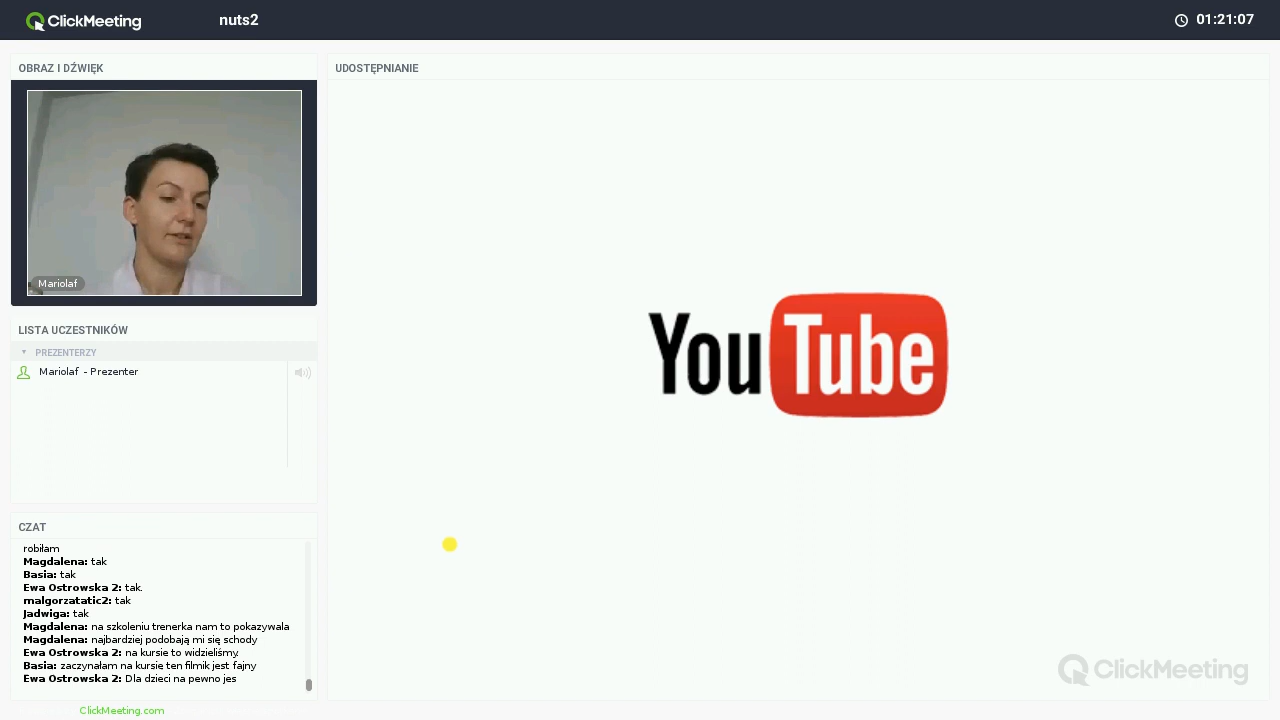 ClickMeeting
nuts2
01:21:07
OBRAZ I DŹWIĘK
Mariolaf
LISTA UCZESTNIKÓW
PREZENTERZY
Mariolaf - Prezenter
CZAT
robiłam
Magdalena: tak
Basia: tak
Ewa Ostrowska 2: tak.
malgorzatatic2: tak
Jadwiga: tak
Magdalena: na szkoleniu trenerka nam to pokazywala
Magdalena: najbardziej podobają mi się schody
Ewa Ostrowska 2: na kursie to widzieliśmy.
Basia: zaczynałam na kursie ten filmik jest fajny
Ewa Ostrowska 2: Dla dzieci na pewno jes
ClickMeeting.com
UDOSTĘPNIANIE
YouTube
ClickMeeting